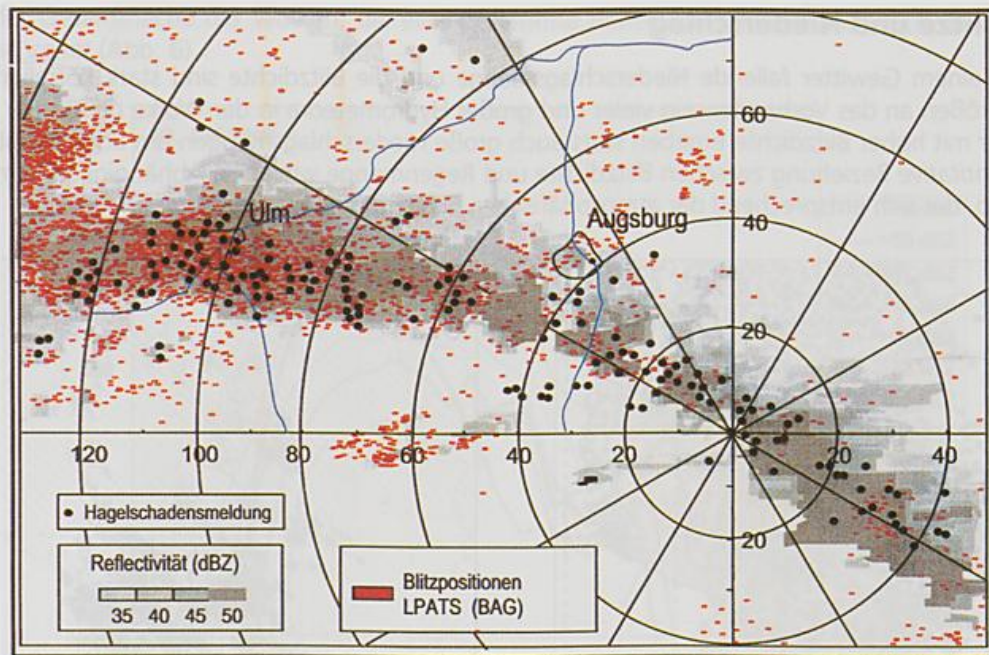 60
Ulm
Augsburg
40
20
120 100 80 60 40 20 20 40
Hagelschadensmeldung
Reflectivität (dBZ)
35 40 45 50
Blitzpositionen
LPATS (BAG)
20